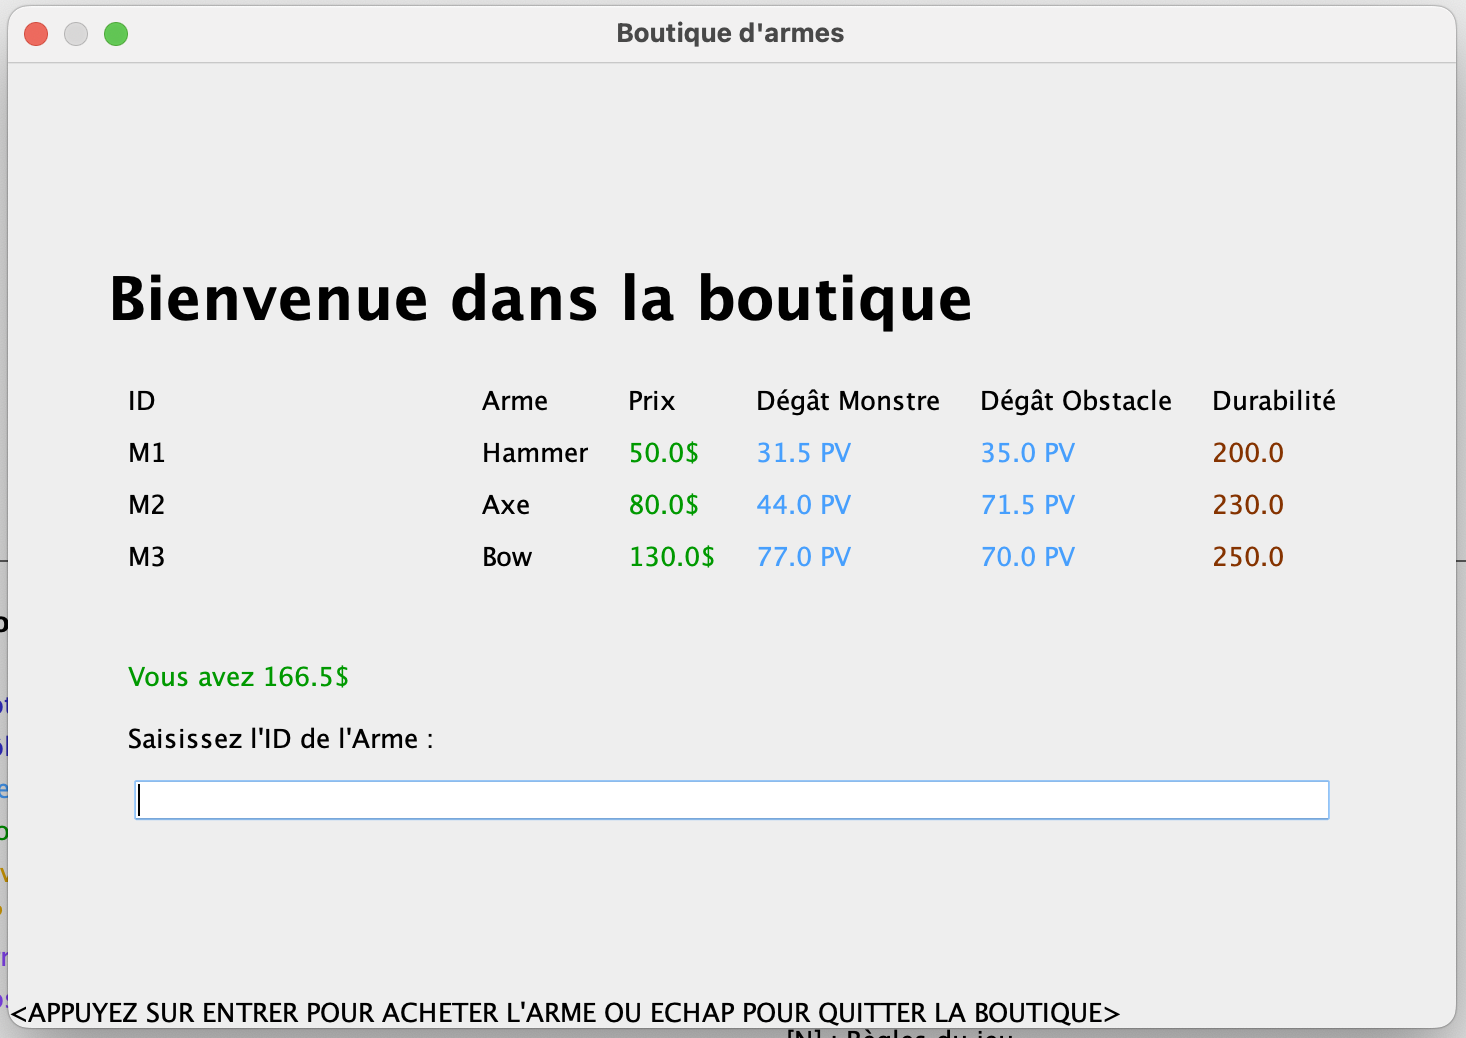 Boutique d'armes
Bienvenue dans la boutique
ID Arme Prix Dégât Monstre Dégât Obstacle Durabilité
M1 Hammer 50.0$ 31.5 PV 35.0 PV 200.0
M2 Axe 80.0$ 44.0 PV 71.5 PV 230.0
M3 Bow 130.0$ 77.0 PV 70.0 PV 250.0
Vous avez 166.5$
Saisissez l'ID de l'Arme :
<APPUYEZ SUR ENTRER POUR ACHETER L'ARME OU ECHAP POUR QUITTER LA BOUTIQUE>
[N] : Règles du jeu